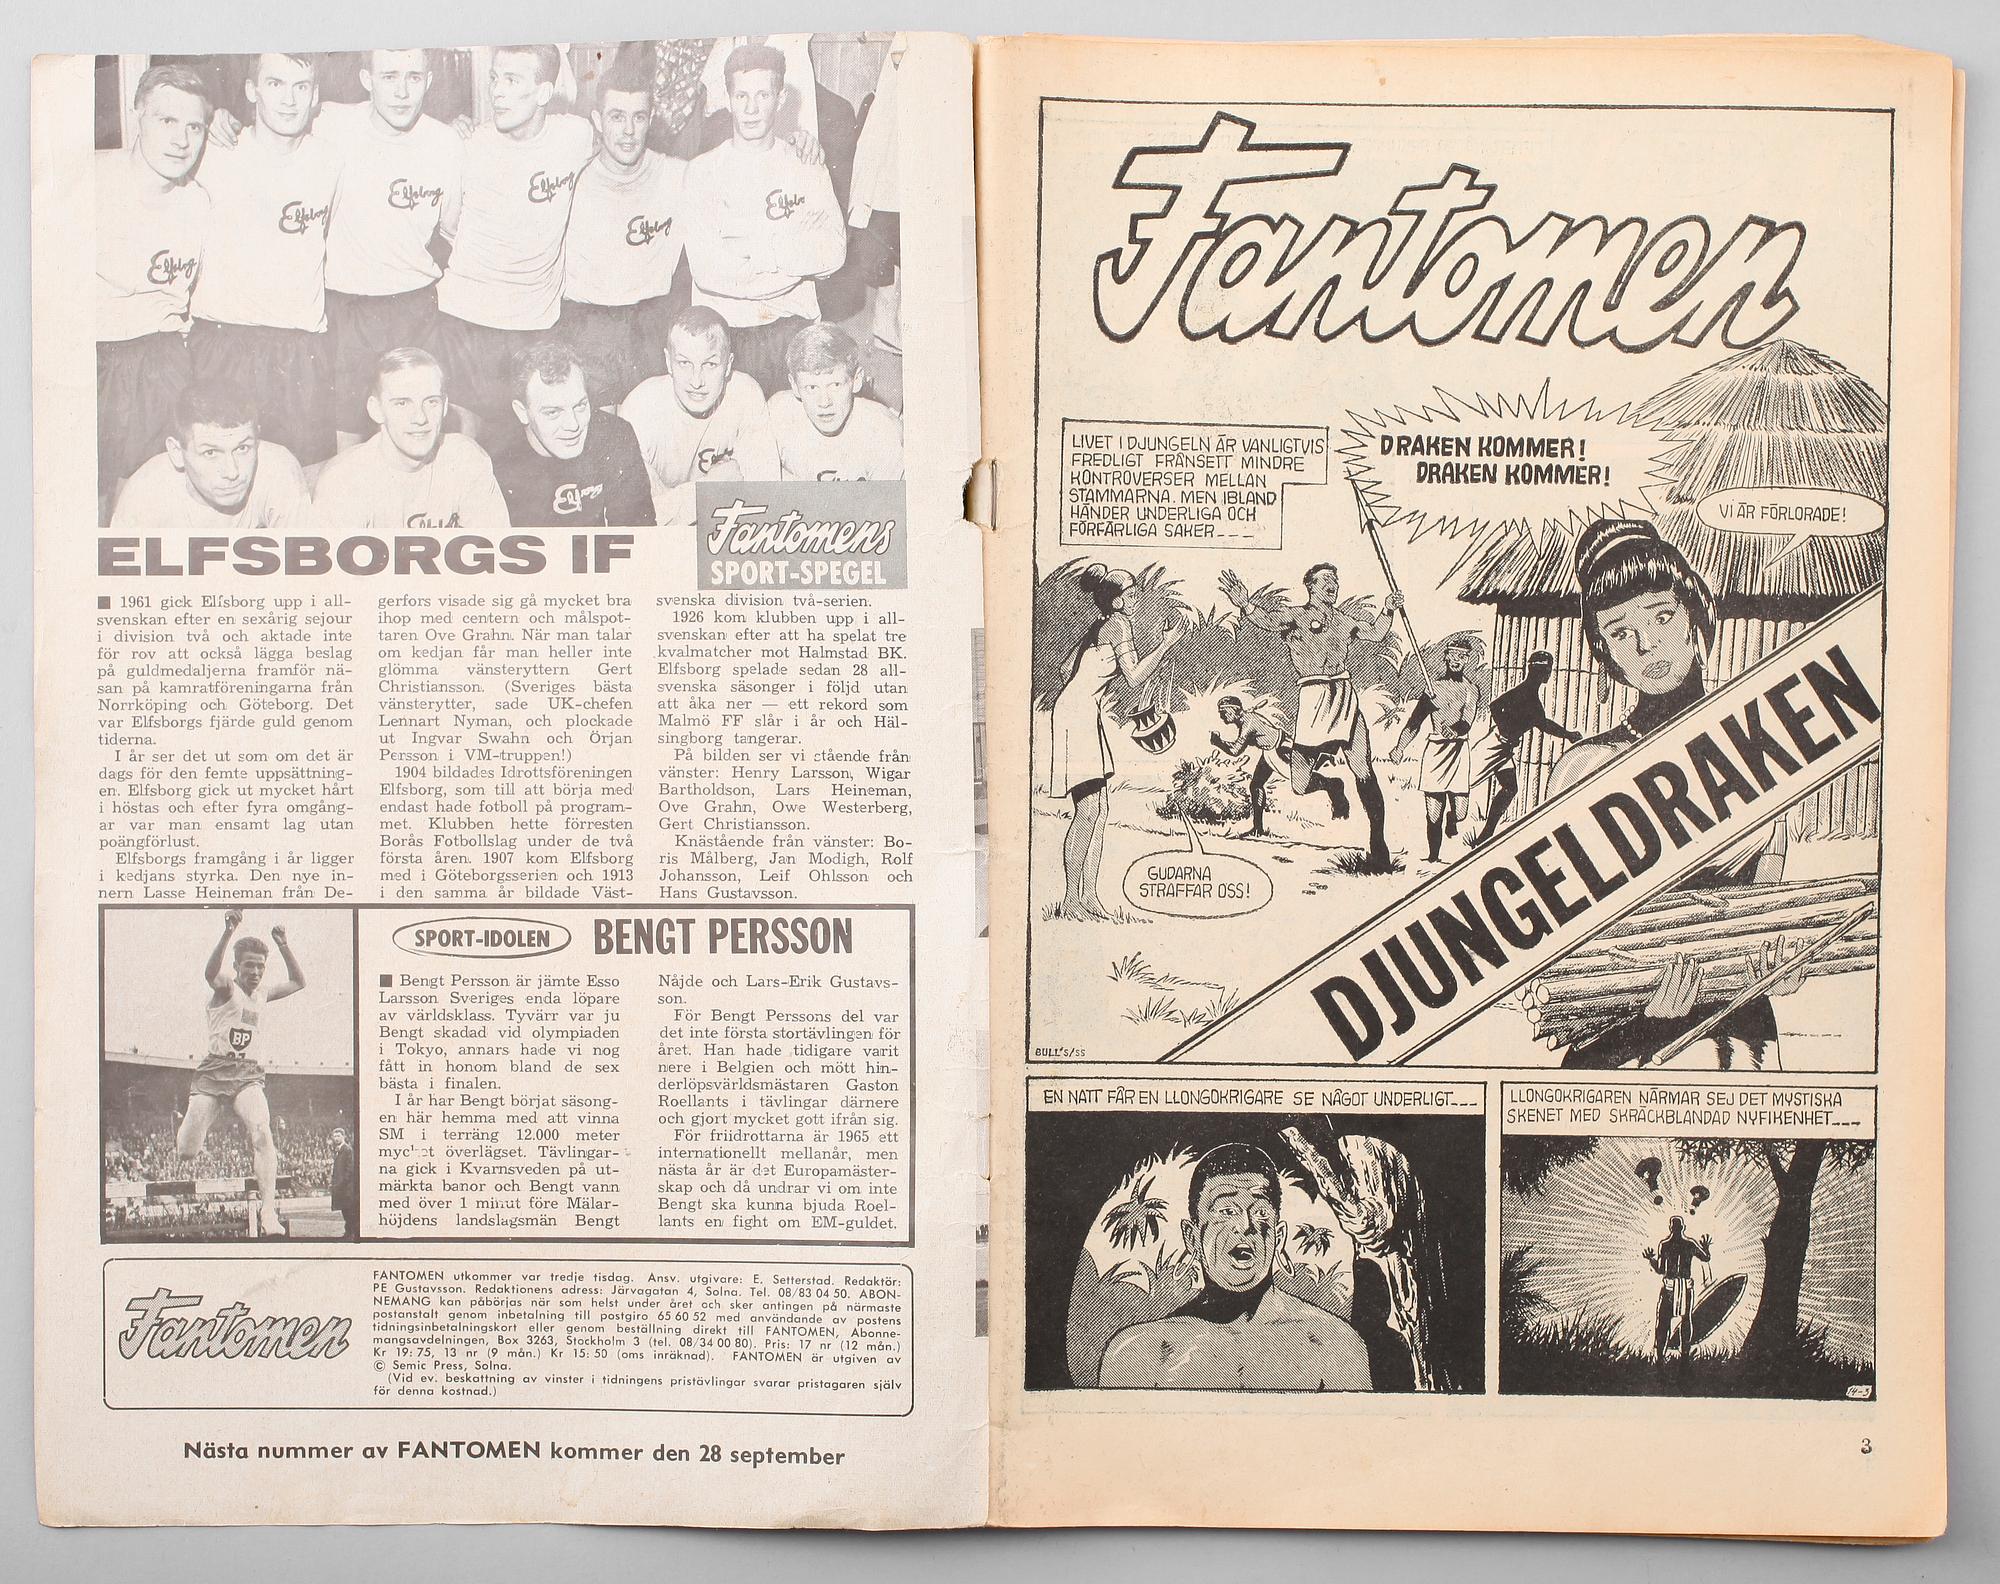 Elfsborg
Elfsborg
Elfsborg
Elfsborg
Elfsborg
Fantomens
SPORT-SPEGEL
ELFSBORGS IF
■ 1961 gick Elfsborg upp i all-
svenskan efter en sexårig sejour
i division två och aktade inte
för rov att också lägga beslag
på guldmedaljerna framför nä-
san på kamratföreningarna från
Norrköping och Göteborg. Det
var Elfsborgs fjärde guld genom
tiderna.
I år ser det ut som om det är
dags för den femte uppsättning-
en. Elfsborg gick ut mycket hårt
i höstas och efter fyra omgång-
ar var man ensamt lag utan
poängförlust.
Elfsborgs framgång i år ligger
i kedjans styrka. Den nye in-
nern Lasse Heineman från De-
gerfors visade sig gå mycket bra
ihop med centern och målspot-
taren Ove Grahn. När man talar
om kedjan får man heller inte
glömma vänsteryttern Gert
Christiansson. (Sveriges bästa
vänsterytter, sade UK-chefen
Lennart Nyman, och plockade
ut Ingvar Swahn och Örjan
Persson i VM-truppen!)
1904 bildades Idrottsföreningen
Elfsborg, som till att börja med
endast hade fotboll på program-
met. Klubben hette förresten
Borås Fotbollslag under de två
första åren. 1907 kom Elfsborg
med i Göteborgsserien och 1913
i den samma år bildade Väst-
svenska division två-serien.
1926 kom klubben upp i all-
svenskan efter att ha spelat tre
kvalmatcher mot Halmstad BK.
Elfsborg spelade sedan 28 all-
svenska säsonger i följd utan
att åka ner — ett rekord som
Malmö FF slår i år och Häl-
singborg tangerar.
På bilden ser vi stående från
vänster: Henry Larsson, Wigar
Bartholdson, Lars Heineman,
Ove Grahn, Owe Westerberg,
Gert Christiansson.
Knästående från vänster: Bo-
ris Målberg, Jan Modigh, Rolf
Johansson, Leif Ohlsson och
Hans Gustavsson.
BP
SPORT-IDOLEN BENGT PERSSON
■ Bengt Persson är jämte Esso
Larsson Sveriges enda löpare
av världsklass. Tyvärr var ju
Bengt skadad vid olympiaden
i Tokyo, annars hade vi nog
fått in honom bland de sex
bästa i finalen.
I år har Bengt börjat säsong-
en här hemma med att vinna
SM i terräng 12.000 meter
mycket överlägset. Tävlingar-
na gick i Kvarnsveden på ut-
märkta banor och Bengt vann
med över 1 minut före Mälar-
höjdens landslagsmän Bengt
Nåjde och Lars-Erik Gustavs-
son.
För Bengt Perssons del var
det inte första stortävlingen för
året. Han hade tidigare varit
nere i Belgien och mött hin-
derlöpsvärldsmästaren Gaston
Roellants i tävlingar därnere
och gjort mycket gott ifrån sig.
För friidrottarna är 1965 ett
internationellt mellanår, men
nästa år är det Europamäster-
skap och då undrar vi om inte
Bengt ska kunna bjuda Roel-
lants en fight om EM-guldet.
Fantomen
FANTOMEN utkommer var tredje tisdag. Ansv. utgivare: E. Setterstad. Redaktör:
PE Gustavsson. Redaktionens adress: Järvagatan 4, Solna. Tel. 08/83 04 50. ABON-
NEMANG kan påbörjas när som helst under året och sker antingen på närmaste
postanstalt genom inbetalning till postgiro 65 60 52 med användande av postens
tidningsinbetalningskort eller genom beställning direkt till FANTOMEN, Abonne-
mangsavdelningen, Box 3263, Stockholm 3 (tel. 08/34 00 80). Pris: 17 nr (12 mån.)
Kr 19:75, 13 nr (9 mån.) Kr 15:50 (oms inräknad). FANTOMEN är utgiven av
© Semic Press, Solna.
(Vid ev. beskattning av vinster i tidningens pristävlingar svarar pristagaren själv
för denna kostnad.)
Nästa nummer av FANTOMEN kommer den 28 september
Fantomen
LIVET I DJUNGELN ÄR VANLIGTVIS
FREDLIGT FRÅNSETT MINDRE
KONTROVERSER MELLAN
STAMMARNA. MEN IBLAND
HÄNDER UNDERLIGA OCH
FÖRFÄRLIGA SAKER---
DRAKEN KOMMER!
DRAKEN KOMMER!
VI ÄR FÖRLORADE!
GUDARNA
STRAFFAR OSS!
DJUNGELDRAKEN
BULL'S/SS
EN NATT FÅR EN LLONGOKRIGARE SE NÅGOT UNDERLIGT---
LLONGOKRIGAREN NÄRMAR SEJ DET MYSTISKA
SKENET MED SKRÄCKBLANDAD NYFIKENHET---
? ?
14-3
3